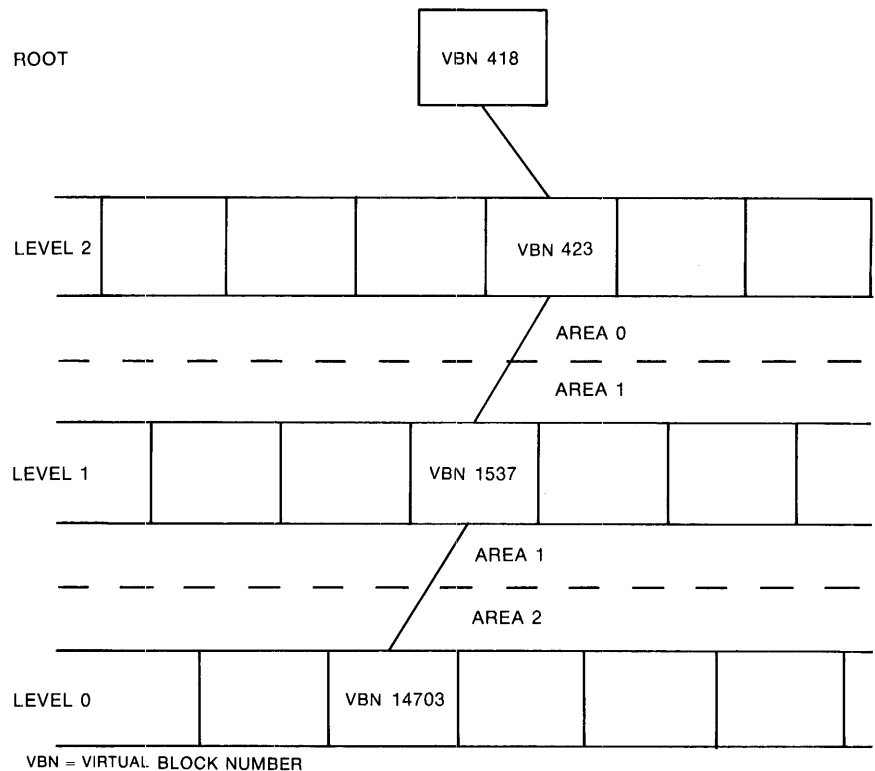 ROOT
VBN 418
LEVEL 2
VBN 423
AREA 0
AREA 1
LEVEL 1
VBN 1537
AREA 1
AREA 2
LEVEL 0
VBN 14703
VBN = VIRTUAL BLOCK NUMBER